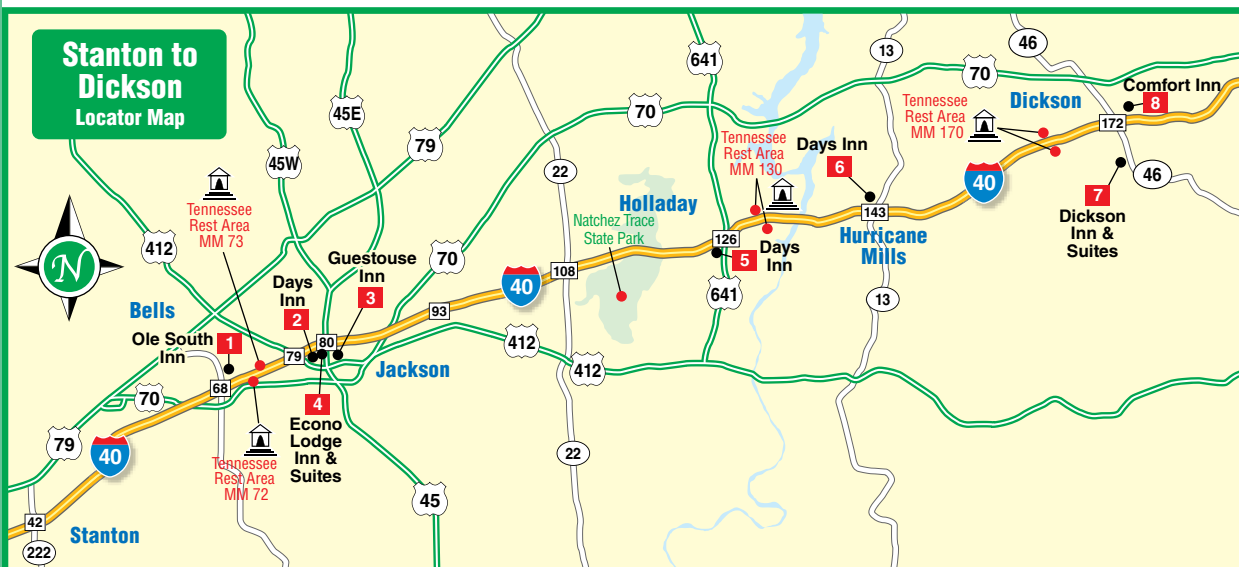 Stanton to
Dickson
Locator Map
N
412
45W
45E
79
22
641
70
13
46
70
Comfort Inn
8
Dickson
172
Tennessee
Rest Area
MM 170
Tennessee
Rest Area
MM 130
Days Inn
6
46
7
Dickson
Inn &
Suites
40
143
Hurricane
Mills
13
Holladay
Natchez Trace
State Park
126
5
Days
Inn
641
Tennessee
Rest Area
MM 73
70
Guestouse
Inn
3
Days
Inn
2
40
108
93
80
79
412
412
Bells
Ole South
Inn
1
Jackson
68
70
4
Econo
Lodge
Inn &
Suites
79
40
Tennessee
Rest Area
MM 72
22
45
42
Stanton
222